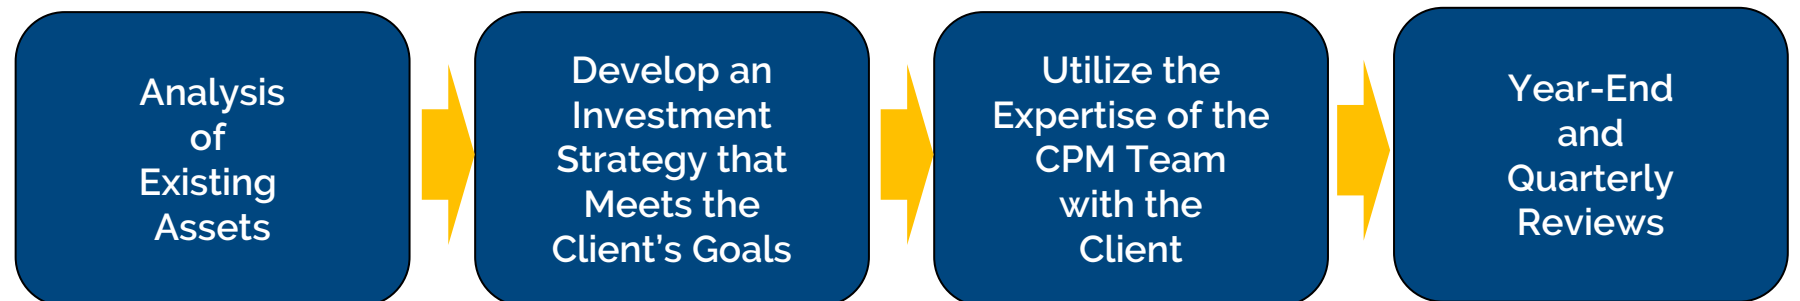 Analysis
of
Existing
Assets
Develop an
Investment
Strategy that
Meets the
Client's Goals
Utilize the
Expertise of the
CPM Team
with the
Client
Year-End
and
Quarterly
Reviews